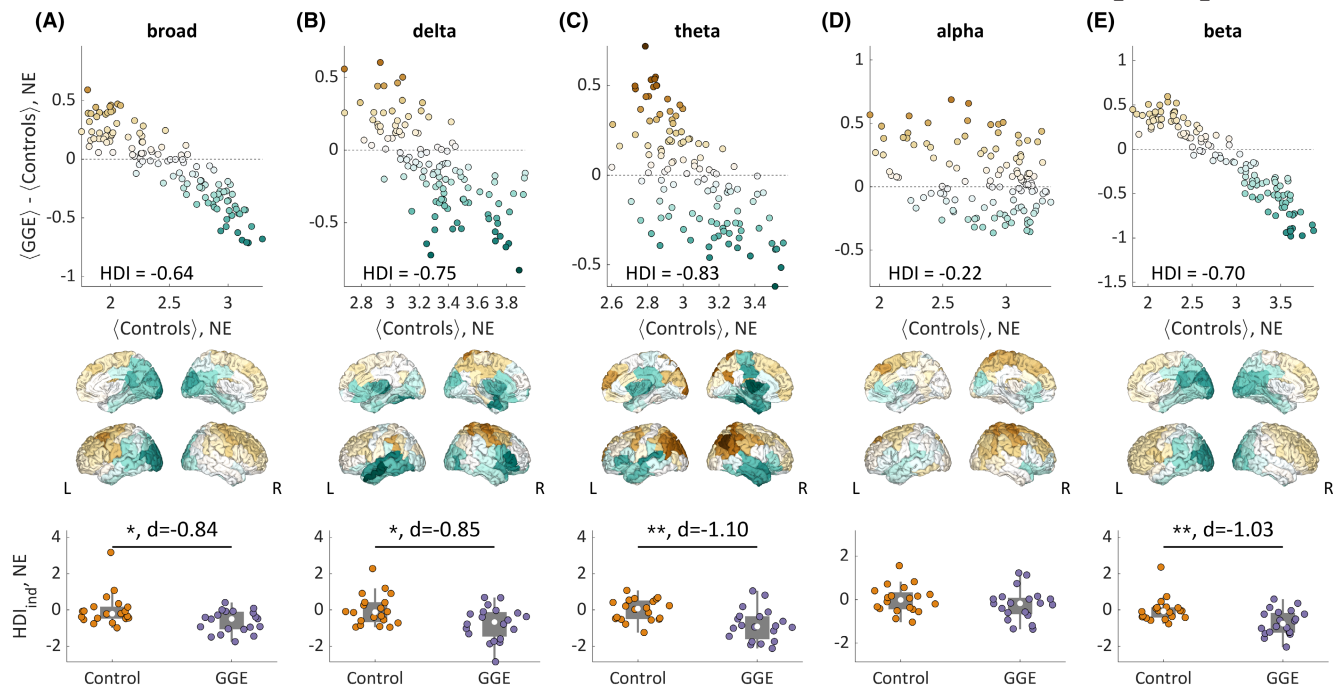 (A) broad
(B) delta
(C) theta
(D) alpha
(E) beta
⟨GGE⟩ - ⟨Controls⟩, NE
0.5
0
-0.5
-1
HDI = -0.64
2 2.5 3
⟨Controls⟩, NE
0.5
0
-0.5
HDI = -0.75
2.8 3 3.2 3.4 3.6 3.8
⟨Controls⟩, NE
0.5
0
-0.5
HDI = -0.83
2.6 2.8 3 3.2 3.4
⟨Controls⟩, NE
1
0.5
0
-0.5
HDI = -0.22
2 2.5 3
⟨Controls⟩, NE
1
0.5
0
-0.5
-1
-1.5
HDI = -0.70
2 2.5 3 3.5
⟨Controls⟩, NE
L R
L R
L R
L R
L R
HDIind, NE
*, d=-0.84
4
2
0
-2
Control GGE
*, d=-0.85
4
2
0
-2
Control GGE
**, d=-1.10
4
2
0
-2
Control GGE
2
0
-2
Control GGE
**, d=-1.03
4
2
0
-2
Control GGE